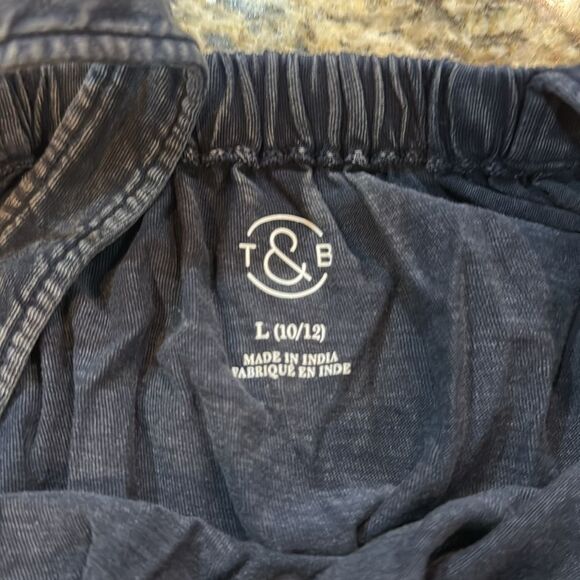 T & B
L (10/12)
MADE IN INDIA
FABRIQUÉ EN INDE